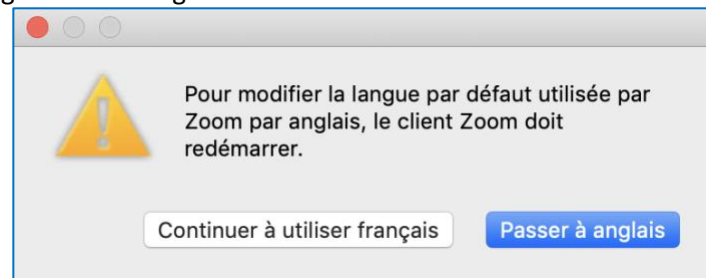 Pour modifier la langue par défaut utilisée par
Zoom par anglais, le client Zoom doit
redémarrer.
Continuer à utiliser français
Passer à anglais